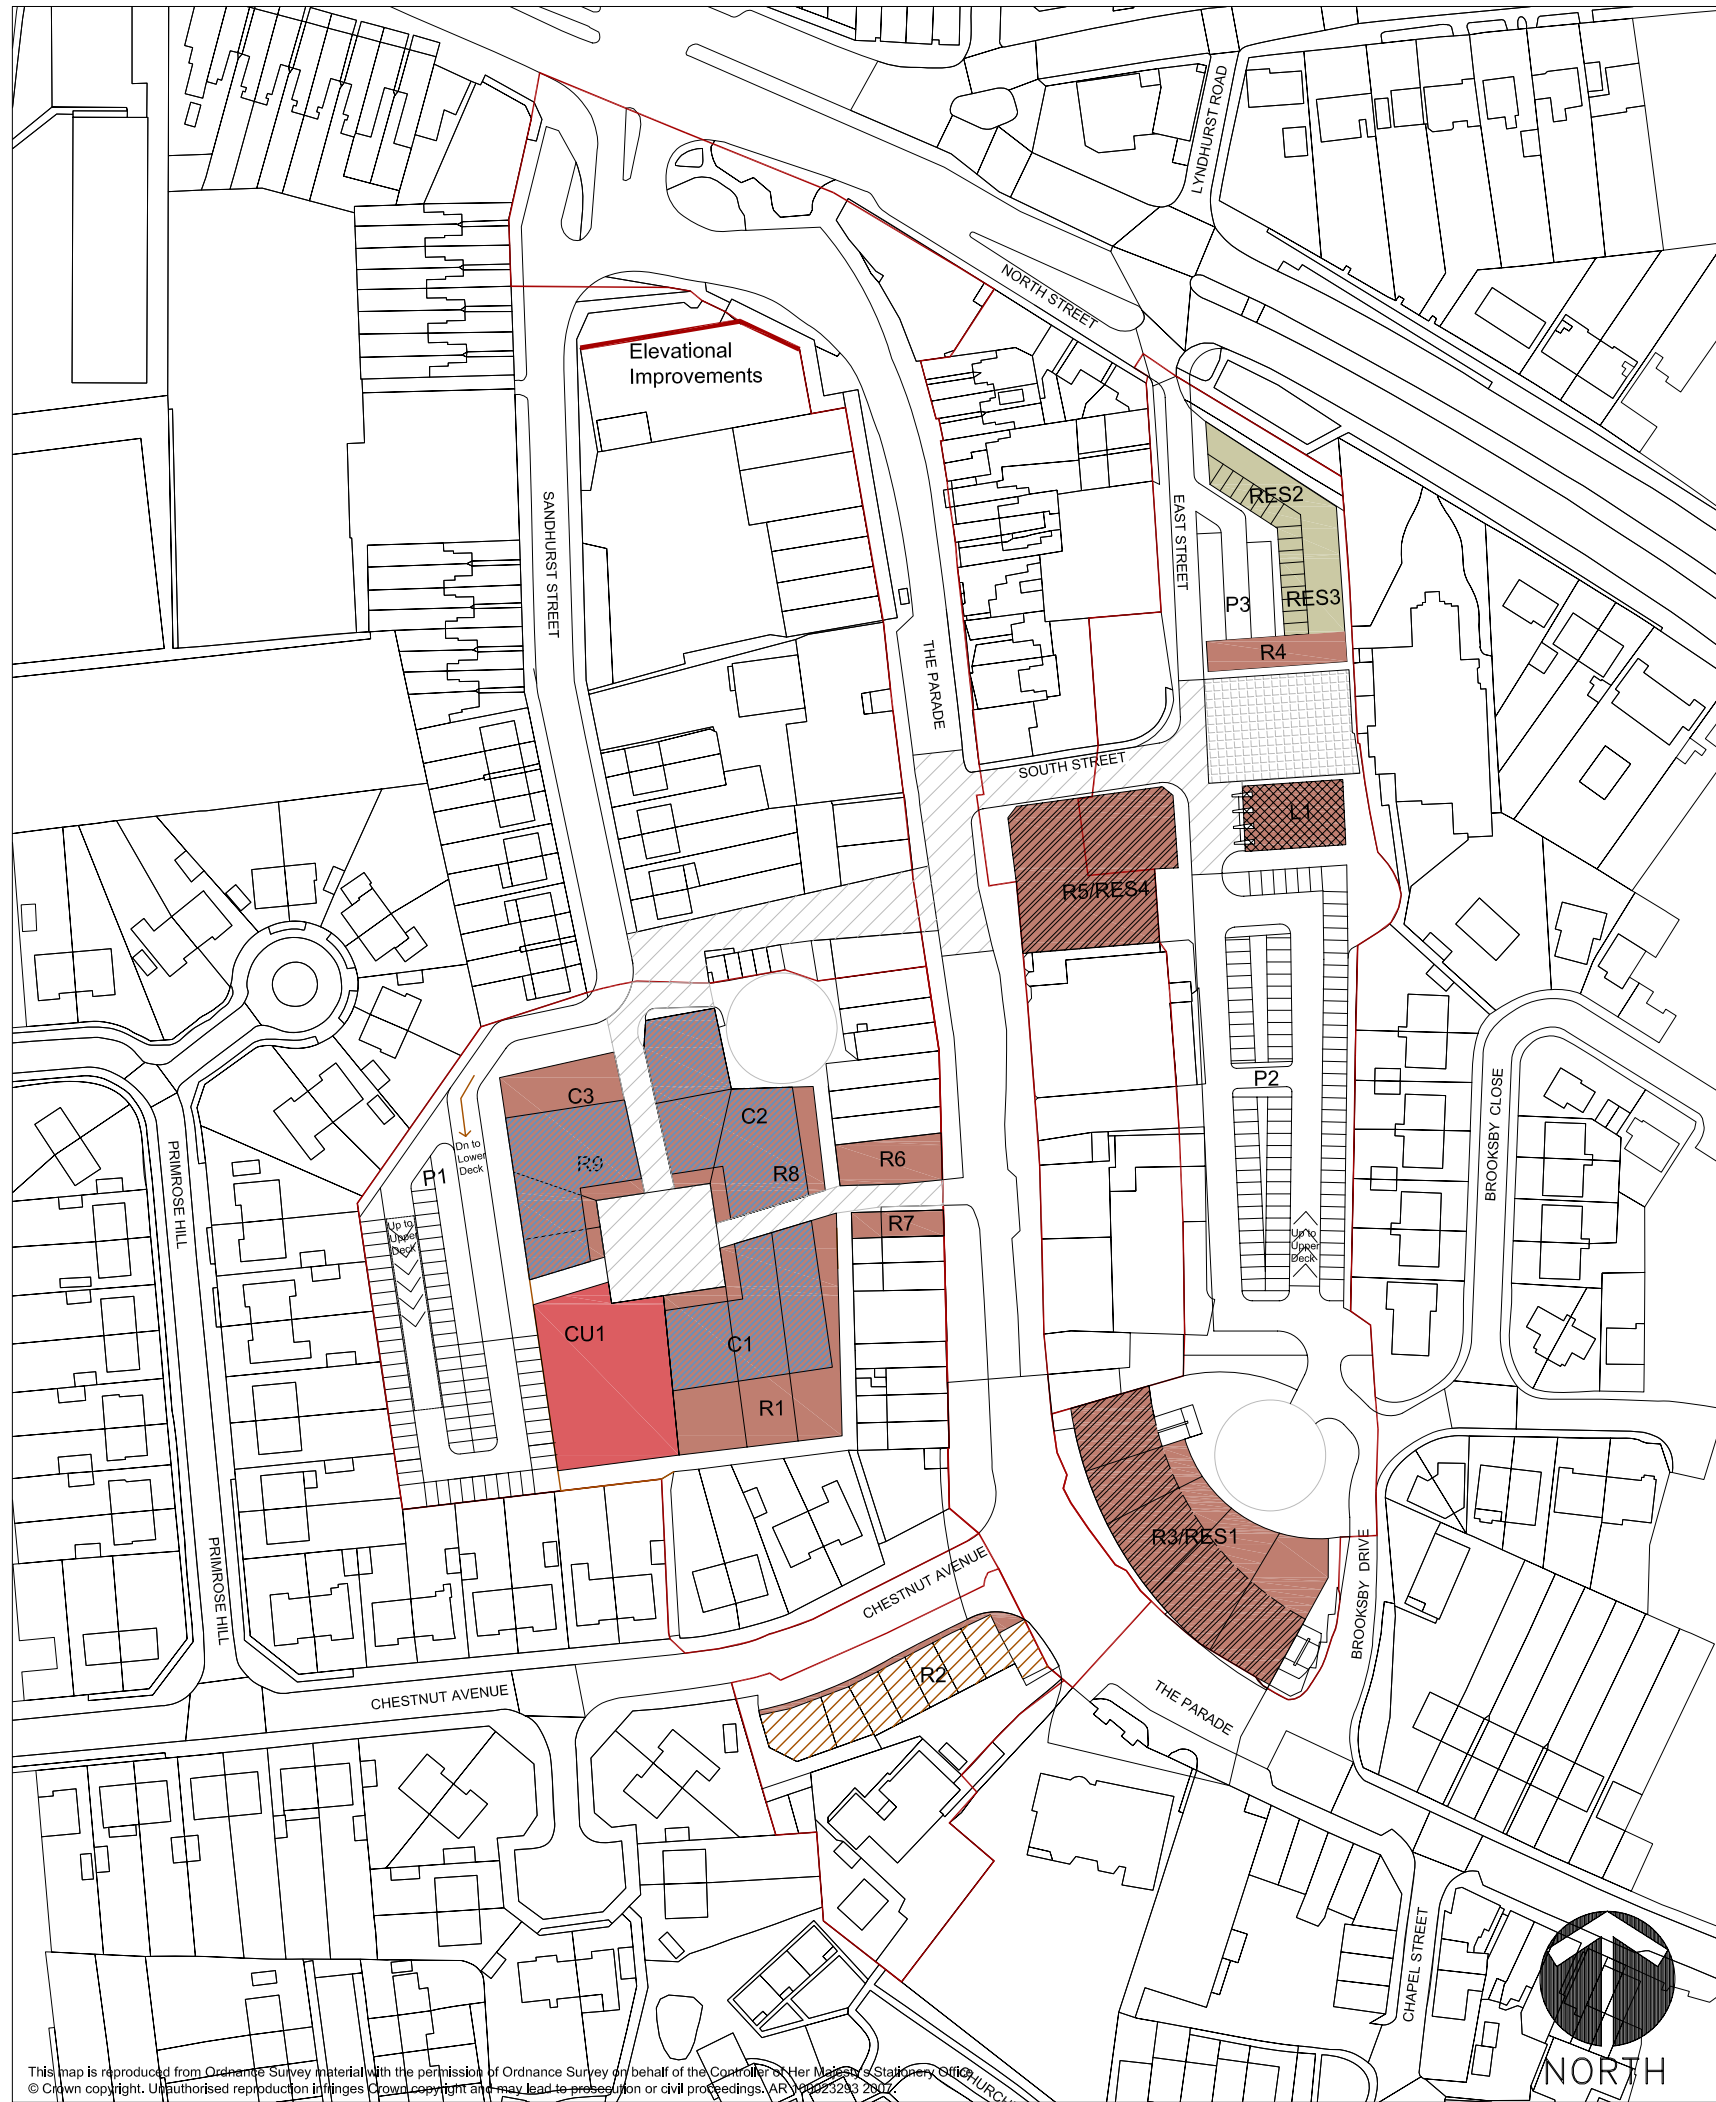 LYNDHURST ROAD
NORTH STREET
Elevational
Improvements
SANDHURST STREET
EAST STREET
RES2
RES3
P3
R4
THE PARADE
SOUTH STREET
L1
R5/RES4
C3
C2
R9
R8
R6
R7
P1
Dn to
Lower
Deck
Up to
Upper
Deck
P2
Up to
Upper
Deck
BROOKSBY CLOSE
PRIMROSE HILL
CU1
C1
R1
R3/RES1
PRIMROSE HILL
CHESTNUT AVENUE
BROOKSBY DRIVE
R2
CHESTNUT AVENUE
THE PARADE
CHAPEL STREET
NORTH
This map is reproduced from Ordnance Survey material with the permission of Ordnance Survey on behalf of the Controller of Her Majesty's Stationery Office
© Crown copyright. Unauthorised reproduction infringes Crown copyright and may lead to prosecution or civil proceedings. AR 100023293 2007.